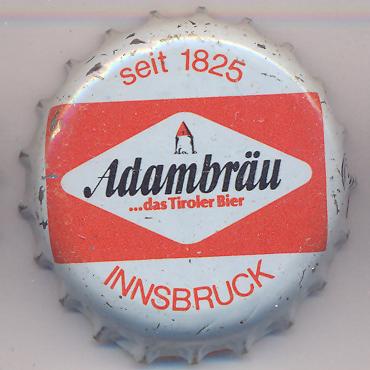 seit 1825
Adambräu
...das Tiroler Bier
INNSBRUCK